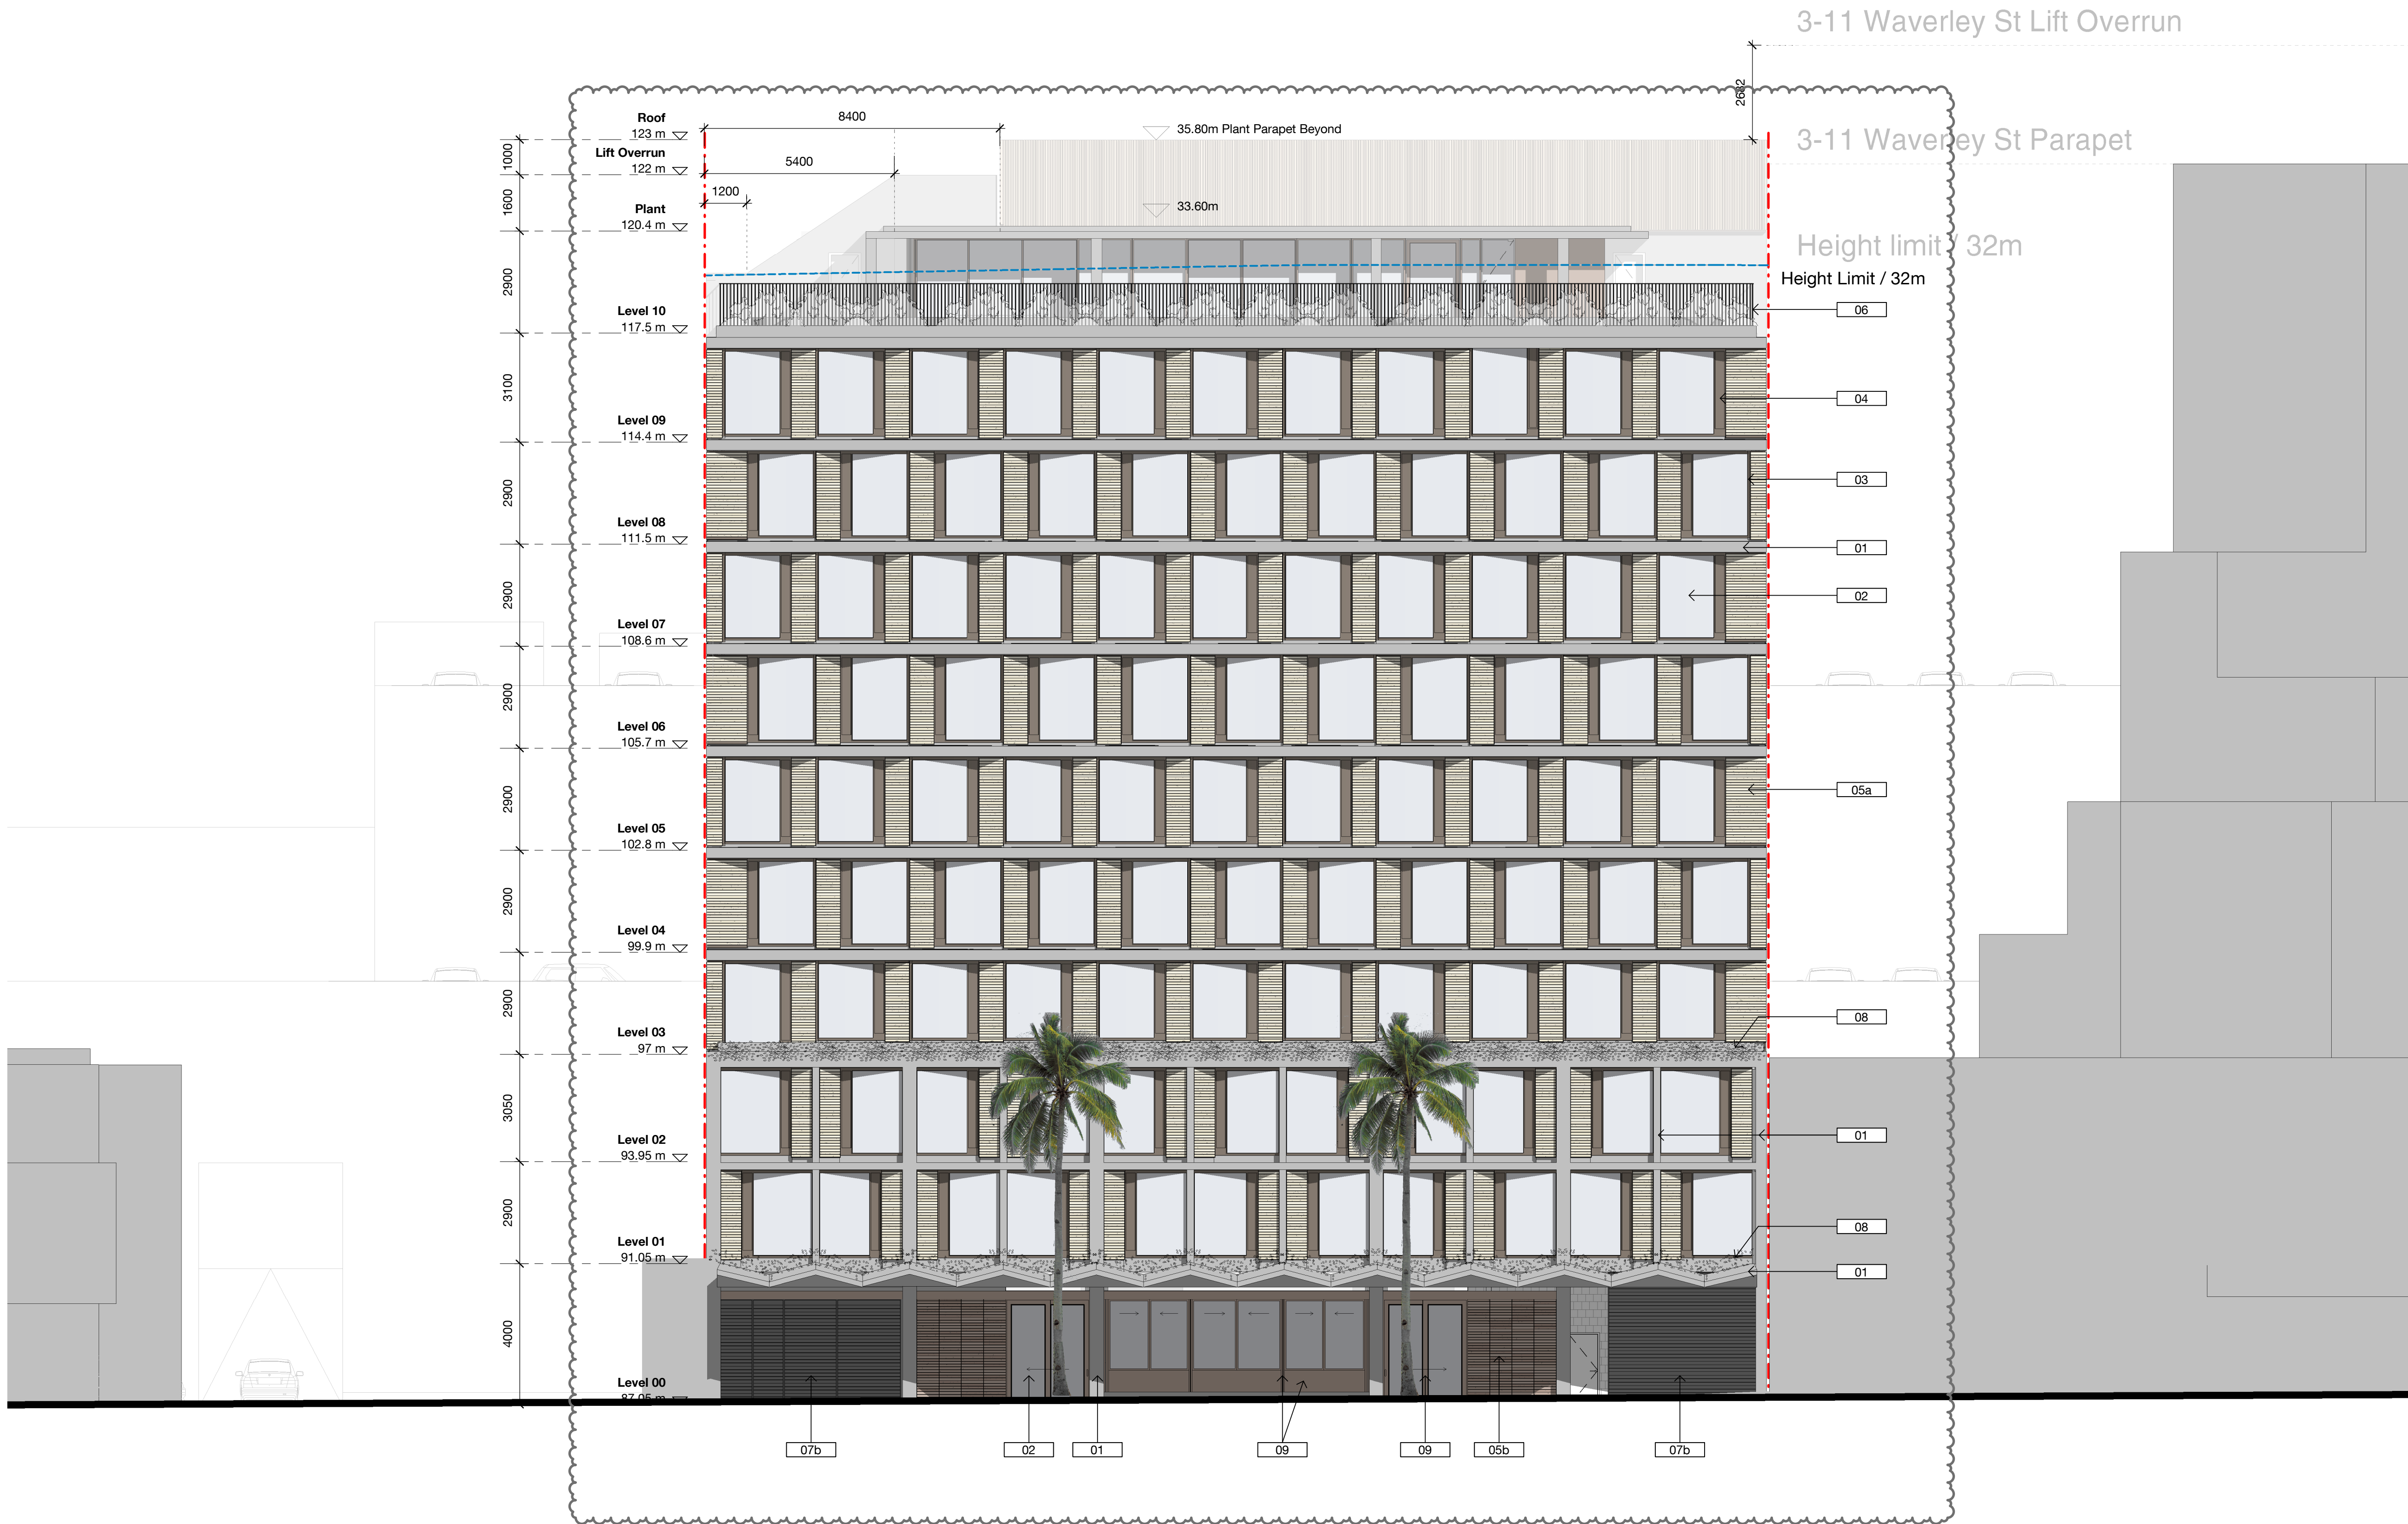 3-11 Waverley St Lift Overrun
2682
Roof
123 m
8400
35.80m Plant Parapet Beyond
3-11 Waverley St Parapet
1000
Lift Overrun
122 m
5400
1600
1200
Plant
120.4 m
33.60m
Height limit / 32m
Height Limit / 32m
2900
Level 10
117.5 m
06
3100
04
Level 09
114.4 m
03
2900
Level 08
111.5 m
01
2900
02
Level 07
108.6 m
2900
Level 06
105.7 m
2900
05a
Level 05
102.8 m
2900
Level 04
99.9 m
2900
08
Level 03
97 m
3050
01
Level 02
93.95 m
2900
08
Level 01
91.05 m
01
4000
Level 00
87.05 m
07b
02
01
09
09
05b
07b